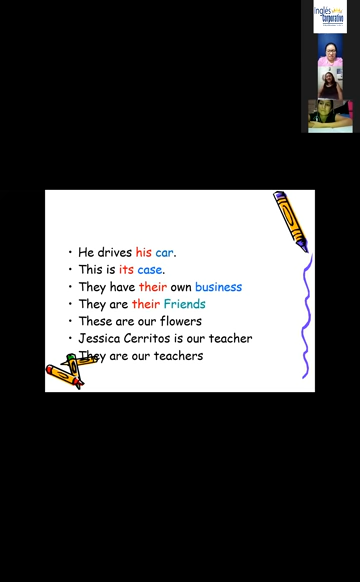 Inglés
Corporativo
He drives his car.
This is its case.
They have their own business
They are their Friends
These are our flowers
Jessica Cerritos is our teacher
They are our teachers